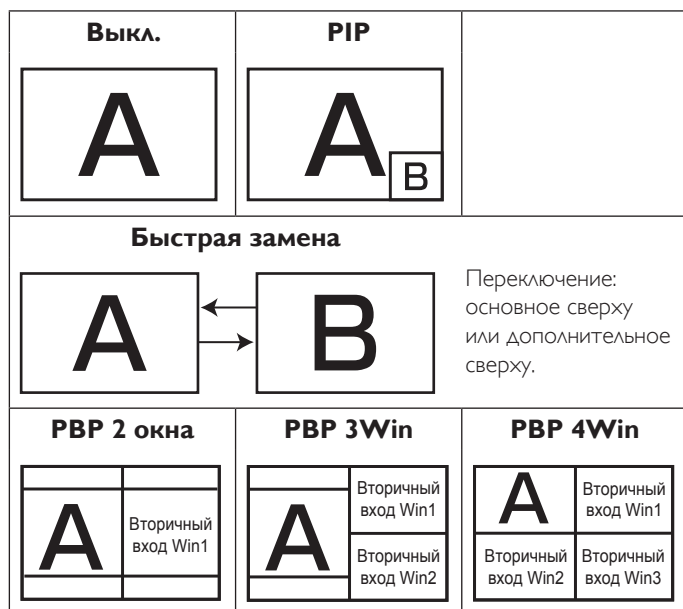 Выкл.
PIP
A
A
B
Быстрая замена
A
B
Переключение:
основное сверху
или дополнительное
сверху.
PBP 2 окна
PBP 3Win
PBP 4Win
A
Вторичный
вход Win1
A
Вторичный
вход Win1
Вторичный
вход Win2
A
Вторичный
вход Win1
Вторичный
вход Win2
Вторичный
вход Win3